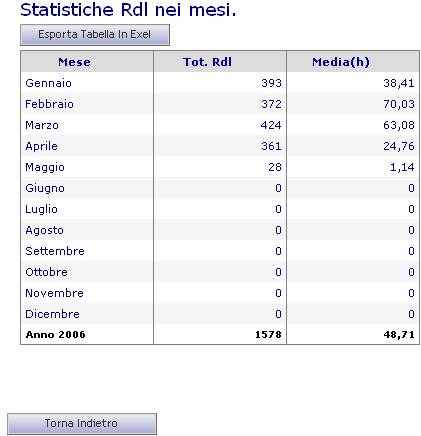 Statistiche Rdl nei mesi.
Esporta Tabella In Exel
Mese Tot. Rdl Media(h)
Gennaio 393 38,41
Febbraio 372 70,03
Marzo 424 63,08
Aprile 361 24,76
Maggio 28 1,14
Giugno 0 0
Luglio 0 0
Agosto 0 0
Settembre 0 0
Ottobre 0 0
Novembre 0 0
Dicembre 0 0
Anno 2006 1578 48,71
Torna Indietro